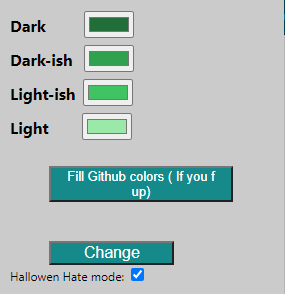 Dark
Dark-ish
Light-ish
Light
Fill Github colors ( If you f
up)
Change
Hallowen Hate mode: